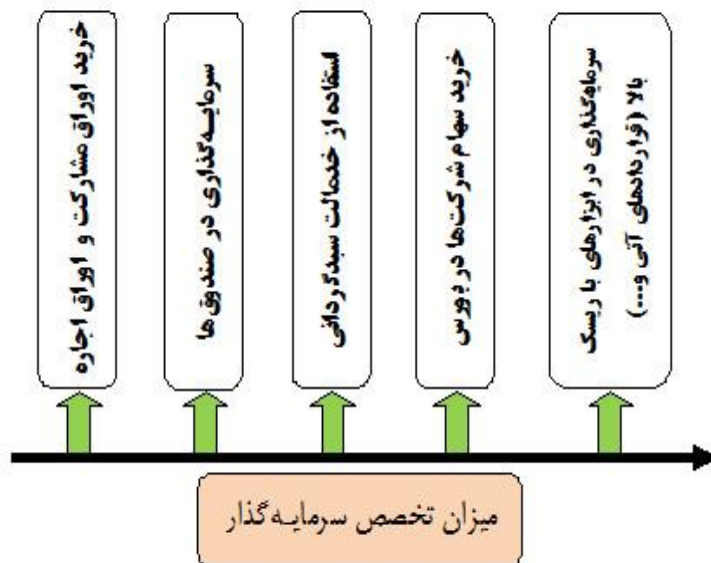 خرید اوراق مشارکت و اوراق اجاره
سرمایه‌گذاری در صندوق‌ها
استفاده از خدمالت سبدگردانی
خرید سهام شرکت‌ها در بورس
سرمایه‌گذاری در ابزارهای با ریسک
بالا (قراردادهای آتی و...)
میزان تخصص سرمایه‌گذار